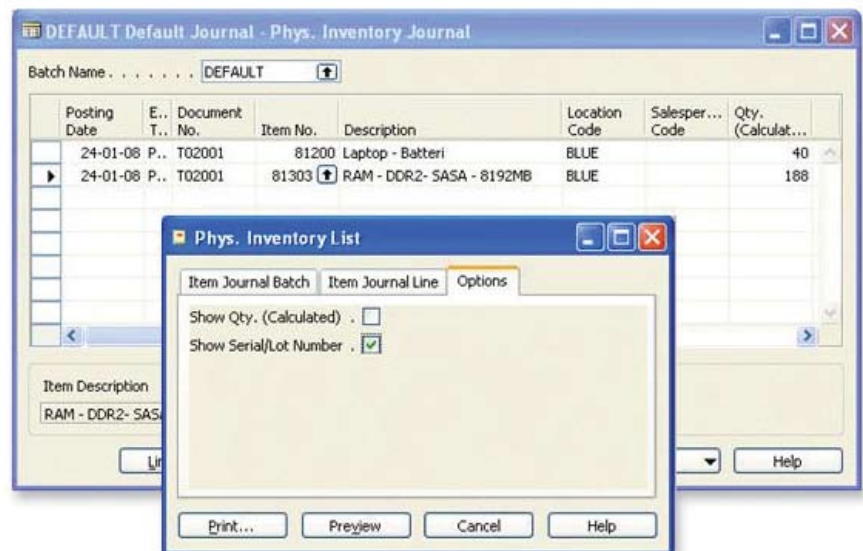 DEFAULT Default Journal - Phys. Inventory Journal
Batch Name . . . . . . . DEFAULT
Posting Date E.. T.. Document No. Item No. Description Location Code Salesper... Code Qty. (Calculat...
24-01-08 P.. T02001 81200 Laptop - Batteri BLUE 40
24-01-08 P.. T02001 81303 RAM - DDR2- SASA - 8192MB BLUE 188
Phys. Inventory List
Item Journal Batch Item Journal Line Options
Show Qty. (Calculated) .
Show Serial/Lot Number .
Item Description
RAM - DDR2- SASA
Help
Print... Preview Cancel Help